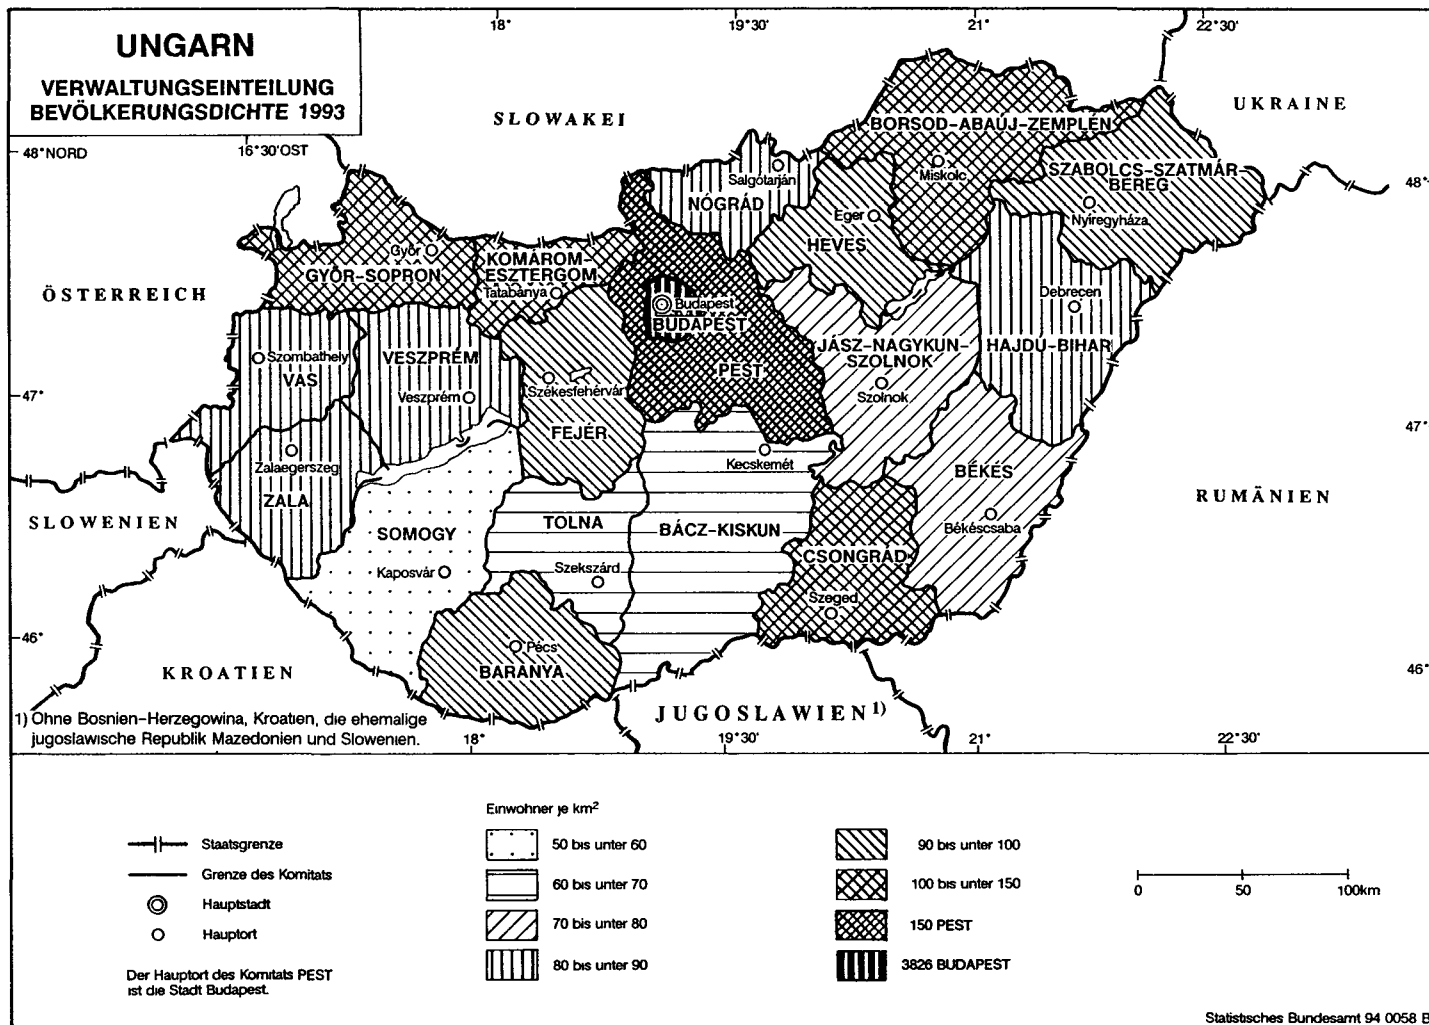 UNGARN
VERWALTUNGSEINTEILUNG
BEVÖLKERUNGSDICHTE 1993
18°
19°30'
21°
22°30'
48°NORD
16°30'OST
SLOWAKEI
UKRAINE
48°
BORSOD-ABAÚJ-ZEMPLÉN
Miskolc
SZABOLCS-SZATMÁR-
BEREG
Nyíregyháza
Salgótarján
NÓGRÁD
Eger
HEVES
Győr
GYÖR-SOPRON
KOMÁROM-
ESZTERGOM
Tatabánya
ÖSTERREICH
Budapest
BUDAPEST
PEST
Debrecen
HAJDU-BIHAR
JÁSZ-NAGYKUN-
SZOLNOK
Szolnok
Szombathely
VAS
VESZPRÉM
Veszprém
Székesfehérvár
FEJÉR
47°
47°
Kecskemét
Zalaegerszeg
ZALA
BÉKÉS
Békéscsaba
RUMÄNIEN
SLOWENIEN
SOMOGY
Kaposvár
TOLNA
Szekszárd
BÁCZ-KISKUN
CSONGRÁD
Szeged
46°
46°
Pécs
BARANYA
KROATIEN
JUGOSLAWIEN 1)
1) Ohne Bosnien-Herzegowina, Kroatien, die ehemalige
jugoslawische Republik Mazedonien und Slowenien.
18°
19°30'
21°
22°30'
Einwohner je km²
Staatsgrenze
Grenze des Komitats
Hauptstadt
Hauptort
Der Hauptort des Komitats PEST
ist die Stadt Budapest.
50 bis unter 60
60 bis unter 70
70 bis unter 80
80 bis unter 90
90 bis unter 100
100 bis unter 150
150 PEST
3826 BUDAPEST
0 50 100km
Statistisches Bundesamt 94 0058 B